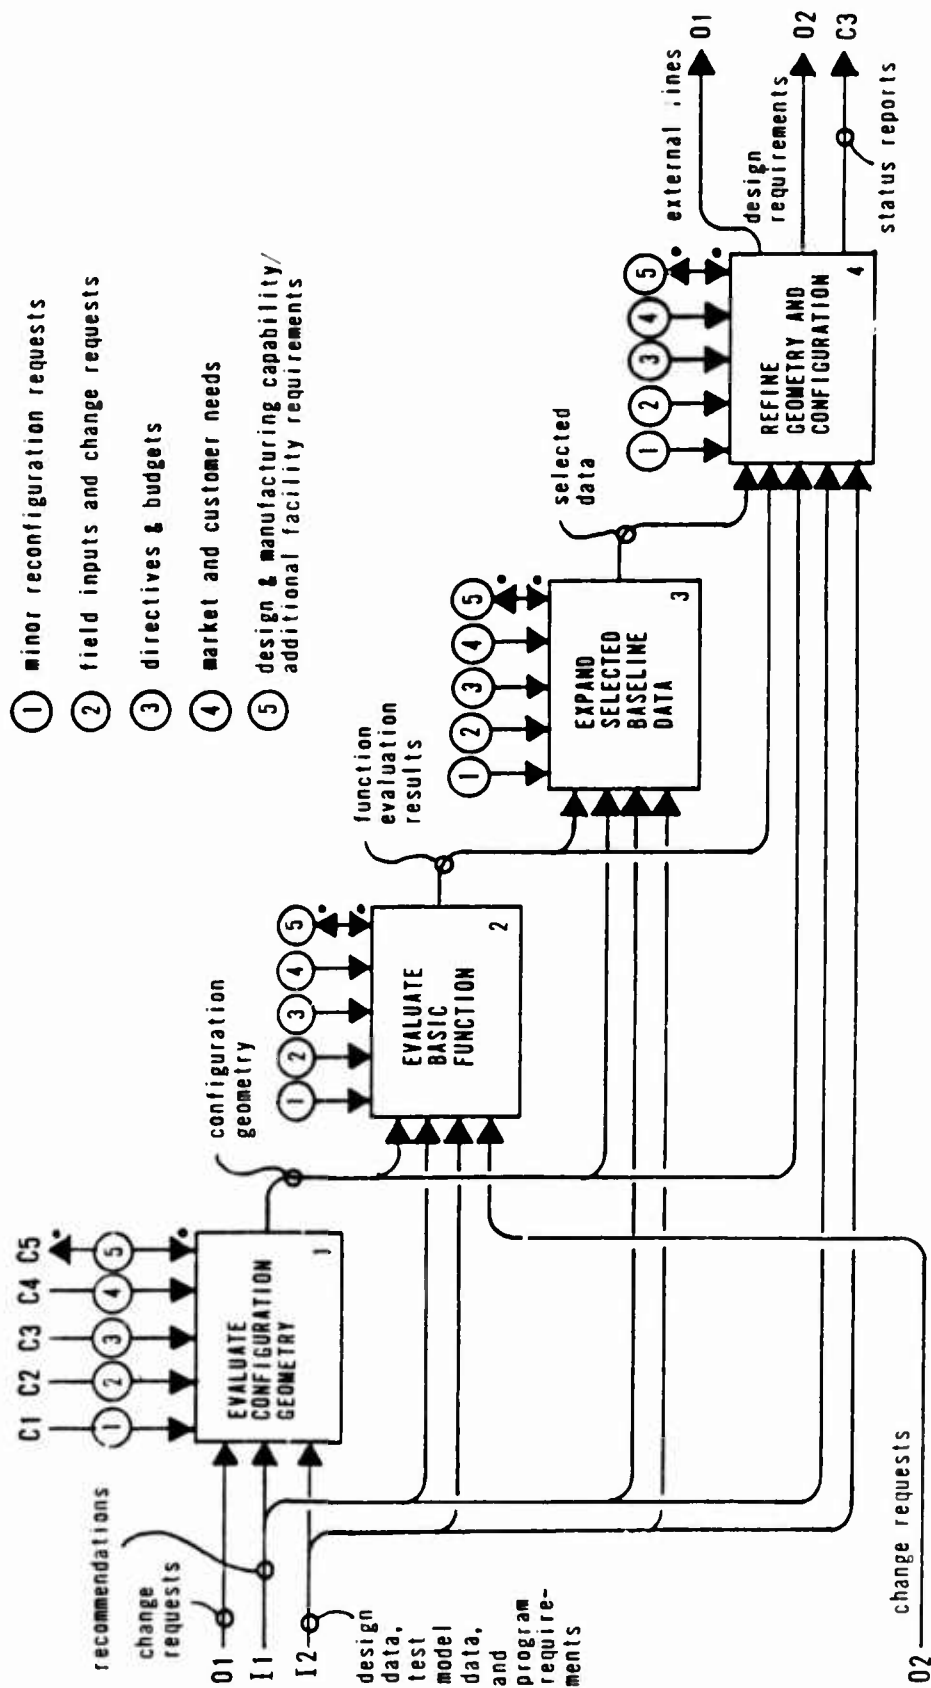 1 minor reconfiguration requests
2 field inputs and change requests
3 directives & budgets
4 market and customer needs
5 design & manufacturing capability/
additional facility requirements
C1 C2 C3 C4 C5
1 2 3 4 5
recommendations
change
requests
O1
I1
I2
design
data,
test
model
data,
and
program
require-
ments
EVALUATE
CONFIGURATION
GEOMETRY
1
configuration
geometry
1 2 3 4 5
EVALUATE
BASIC
FUNCTION
2
function
evaluation
results
1 2 3 4 5
EXPAND
SELECTED
BASELINE
DATA
3
selected
data
1 2 3 4 5
REFINE
GEOMETRY AND
CONFIGURATION
4
external lines
O1
design
requirements
O2
C3
status reports
O2
change requests